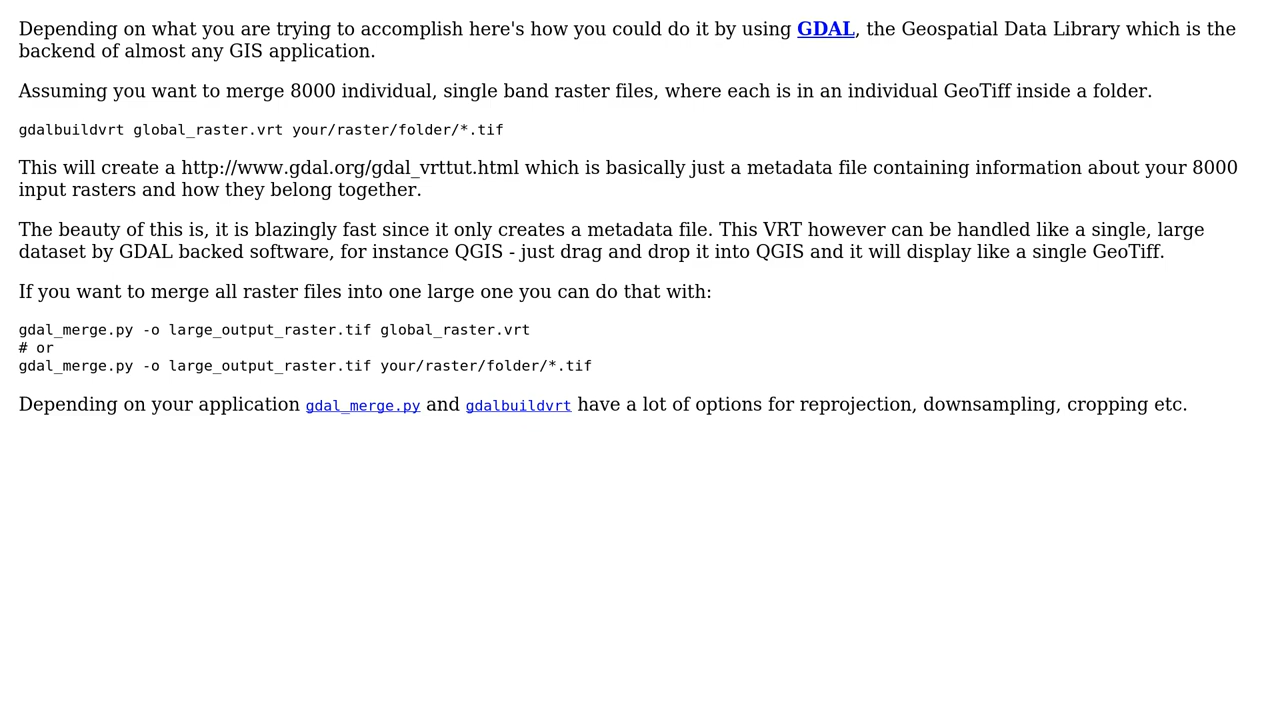 Depending on what you are trying to accomplish here's how you could do it by using GDAL, the Geospatial Data Library which is the
backend of almost any GIS application.
Assuming you want to merge 8000 individual, single band raster files, where each is in an individual GeoTiff inside a folder.
gdalbuildvrt global_raster.vrt your/raster/folder/*.tif
This will create a http://www.gdal.org/gdal_vrttut.html which is basically just a metadata file containing information about your 8000
input rasters and how they belong together.
The beauty of this is, it is blazingly fast since it only creates a metadata file. This VRT however can be handled like a single, large
dataset by GDAL backed software, for instance QGIS - just drag and drop it into QGIS and it will display like a single GeoTiff.
If you want to merge all raster files into one large one you can do that with:
gdal_merge.py -o large_output_raster.tif global_raster.vrt
# or
gdal_merge.py -o large_output_raster.tif your/raster/folder/*.tif
Depending on your application gdal_merge.py and gdalbuildvrt have a lot of options for reprojection, downsampling, cropping etc.